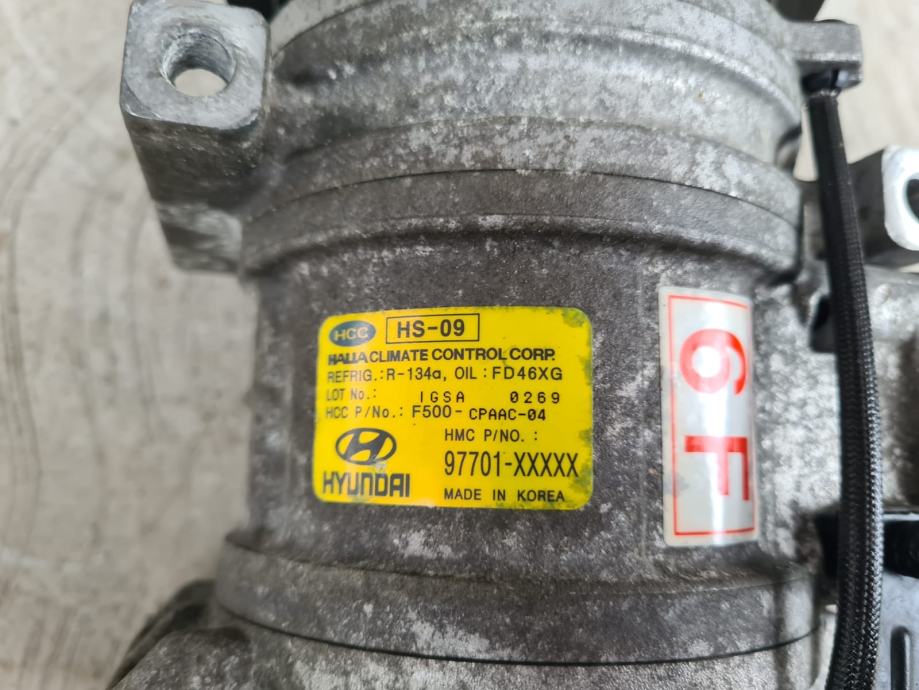 HCC HS-09
HALLA CLIMATE CONTROL CORP.
REFRIG.:R-134a, OIL:FD46XG
LOT No.: IGSA 0269
HCC P/No.: F500-CPAAC-04
HMC P/NO.:
97701-XXXXX
HYUNDAI
MADE IN KOREA
6F